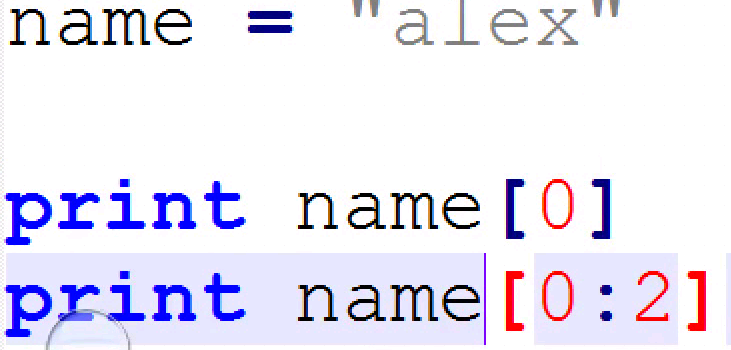 name = "alex"
print name[0]
print name[0:2]